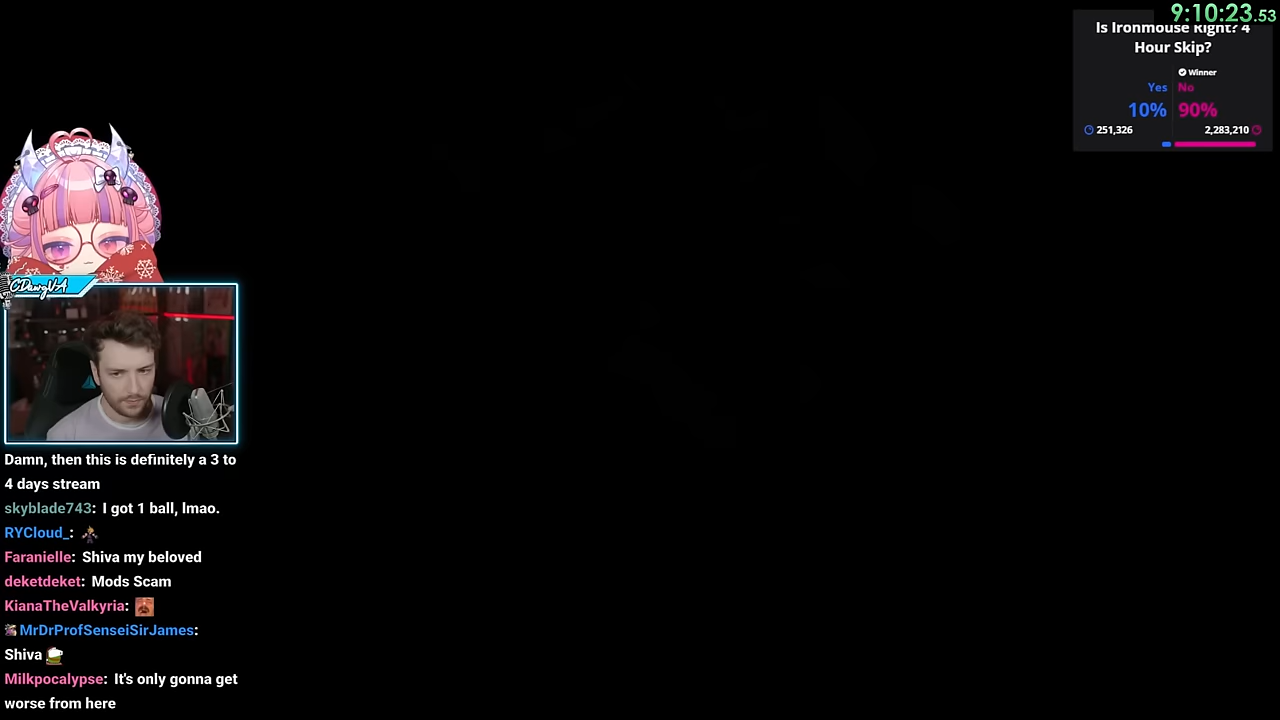 9:10:23.53
Is Ironmouse Right? 4
Hour Skip?
Winner
Yes No
10% 90%
251,326 2,283,210
CDawgVA
Damn, then this is definitely a 3 to
4 days stream
skyblade743: I got 1 ball, lmao.
RYCloud_:
Faranielle: Shiva my beloved
deketdeket: Mods Scam
KianaTheValkyria:
MrDrProfSenseiSirJames:
Shiva
Milkpocalypse: It's only gonna get
worse from here